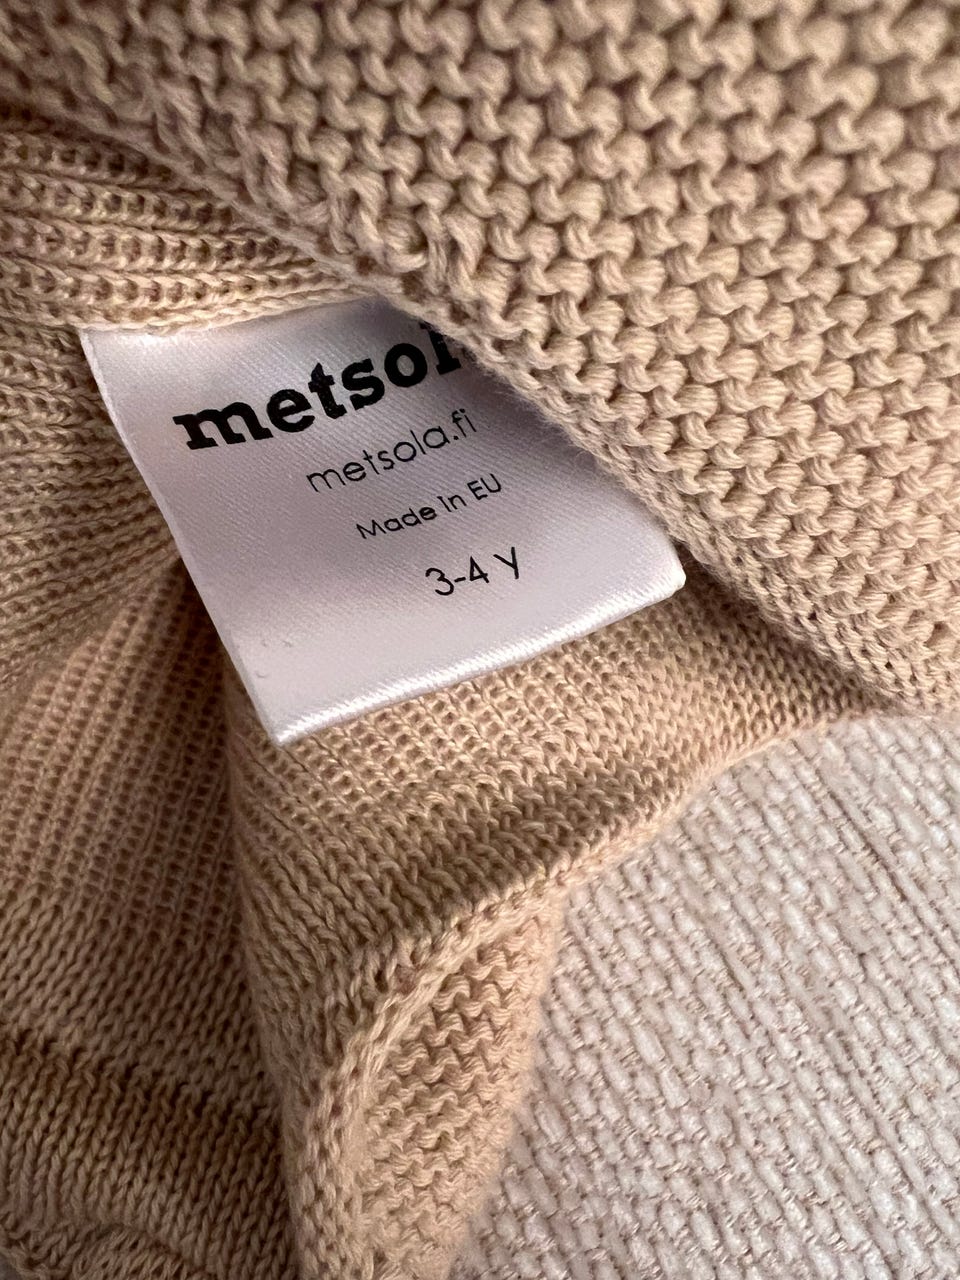 metsol
metsola.fi
Made in EU
3-4 Y